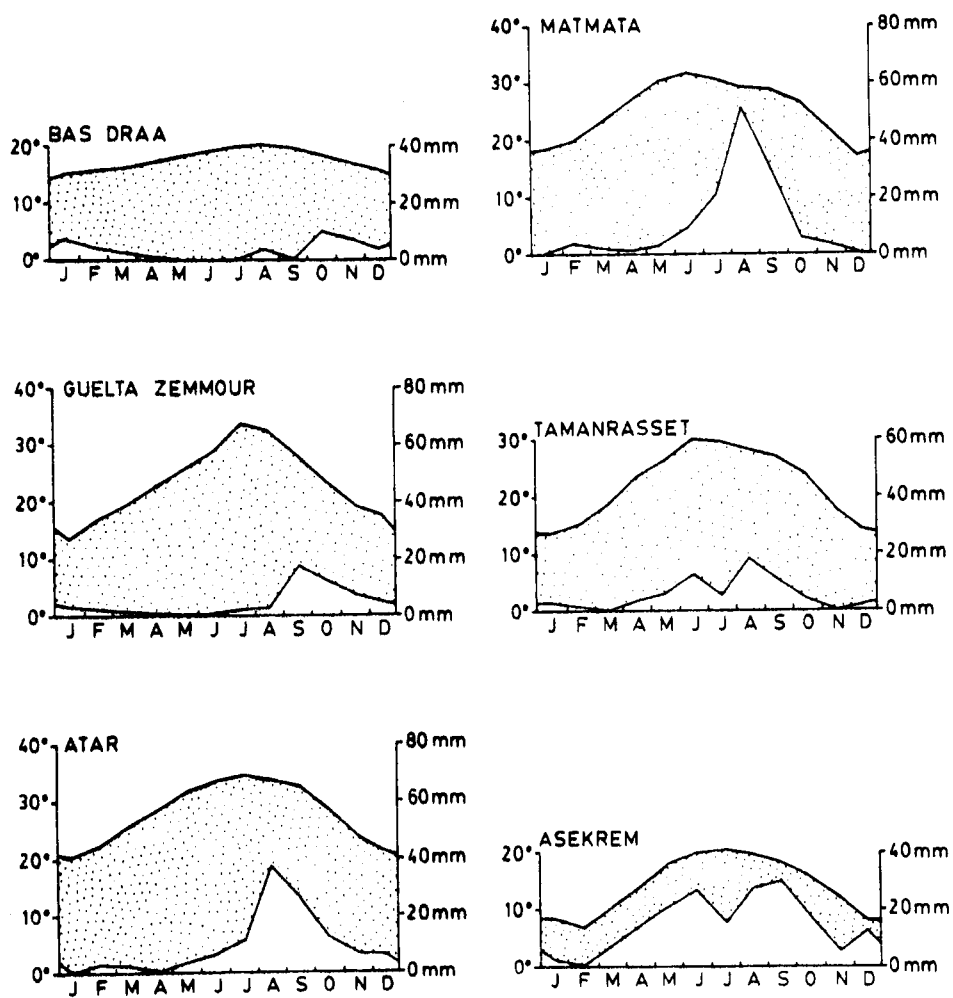 BAS DRAA
20°
10°
0°
40mm
20mm
0mm
J F M A M J J A S O N D
MATMATA
40°
30°
20°
10°
0°
80mm
60mm
40mm
20mm
0mm
J F M A M J J A S O N D
GUELTA ZEMMOUR
40°
30°
20°
10°
0°
80mm
60mm
40mm
20mm
0mm
J F M A M J J A S O N D
TAMANRASSET
30°
20°
10°
0°
60mm
40mm
20mm
0mm
J F M A M J J A S O N D
ATAR
40°
30°
20°
10°
0°
80mm
60mm
40mm
20mm
0mm
J F M A M J J A S O N D
ASEKREM
20°
10°
0°
40mm
20mm
0mm
J F M A M J J A S O N D